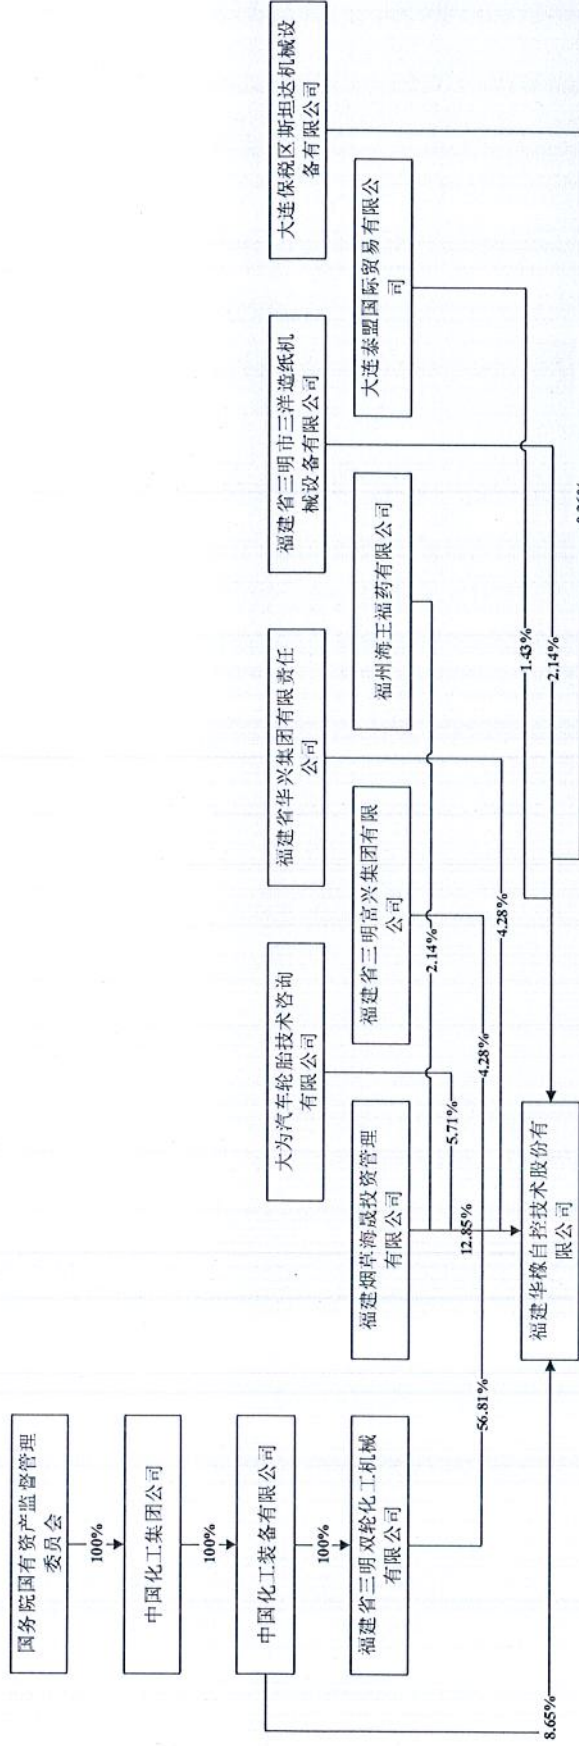 国务院国有资产监督管理
委员会
100%
中国化工集团公司
100%
中国化工装备有限公司
100%
福建省三明双轮化工机械
有限公司
56.81%
8.65%
大为汽车轮胎技术咨询
有限公司
福建省华兴集团有限责任
公司
福建省三明市三洋造纸机
械设备有限公司
大连保税区斯坦达机械设
备有限公司
福建烟草海晟投资管理
有限公司
福建省三明富兴集团有限
公司
福州海王福药有限公司
大连泰盟国际贸易有限公
司
2.14%
5.71%
12.85%
4.28%
4.28%
1.43%
2.14%
福建华橡自控技术股份有
限公司